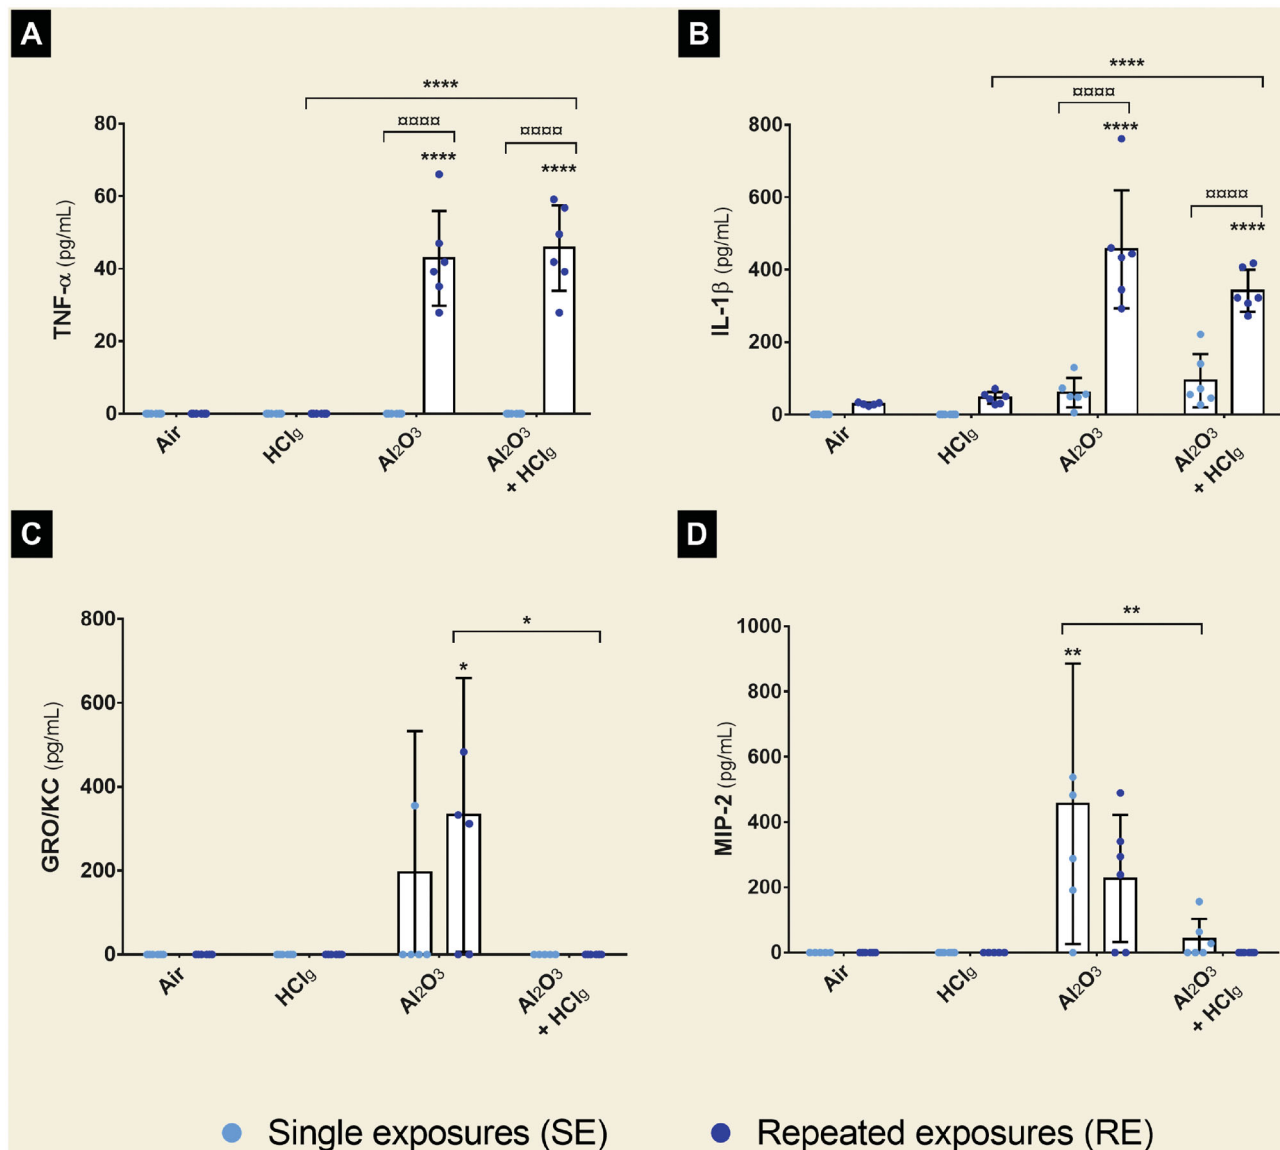 A
****
¤¤¤¤
¤¤¤¤
****
****
80
60
40
20
0
TNF-α (pg/mL)
Air
HClg
Al2O3
Al2O3
+ HClg
B
****
¤¤¤¤
****
¤¤¤¤
****
800
600
400
200
0
IL-1β (pg/mL)
Air
HClg
Al2O3
Al2O3
+ HClg
C
*
*
800
600
400
200
0
GRO/KC (pg/mL)
Air
HClg
Al2O3
Al2O3
+ HClg
D
**
**
1000
800
600
400
200
0
MIP-2 (pg/mL)
Air
HClg
Al2O3
Al2O3
+ HClg
Single exposures (SE)
Repeated exposures (RE)